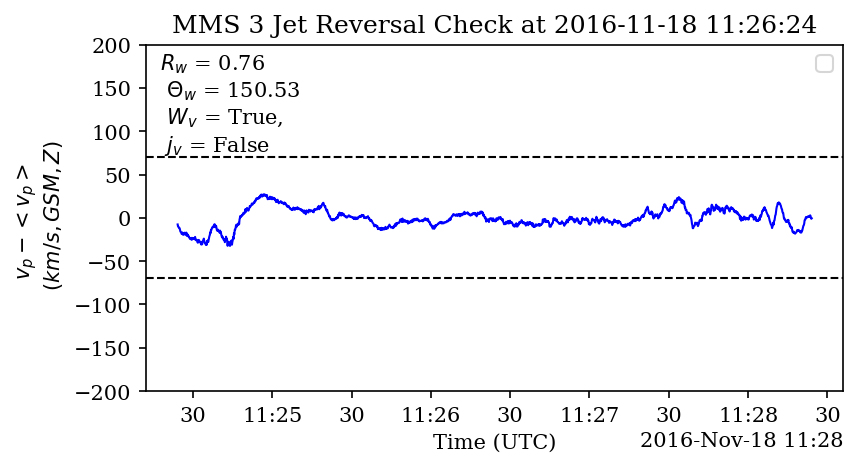 MMS 3 Jet Reversal Check at 2016-11-18 11:26:24
200
150
100
50
0
−50
−100
−150
−200
v_p − < v_p >
(km/s, GSM, Z)
R_w = 0.76
Θ_w = 150.53
W_v = True,
j_v = False
30 11:25 30 11:26 30 11:27 30 11:28 30
Time (UTC)
2016-Nov-18 11:28